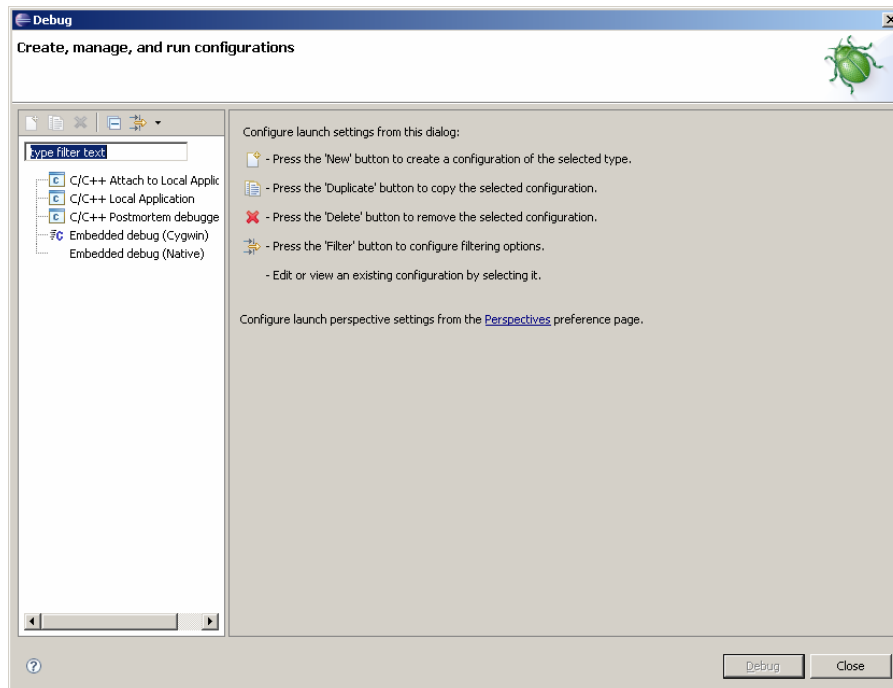 Debug
Create, manage, and run configurations
type filter text
C/C++ Attach to Local Applic
C/C++ Local Application
C/C++ Postmortem debugge
Embedded debug (Cygwin)
Embedded debug (Native)
Configure launch settings from this dialog:
- Press the 'New' button to create a configuration of the selected type.
- Press the 'Duplicate' button to copy the selected configuration.
- Press the 'Delete' button to remove the selected configuration.
- Press the 'Filter' button to configure filtering options.
- Edit or view an existing configuration by selecting it.
Configure launch perspective settings from the Perspectives preference page.
Debug
Close